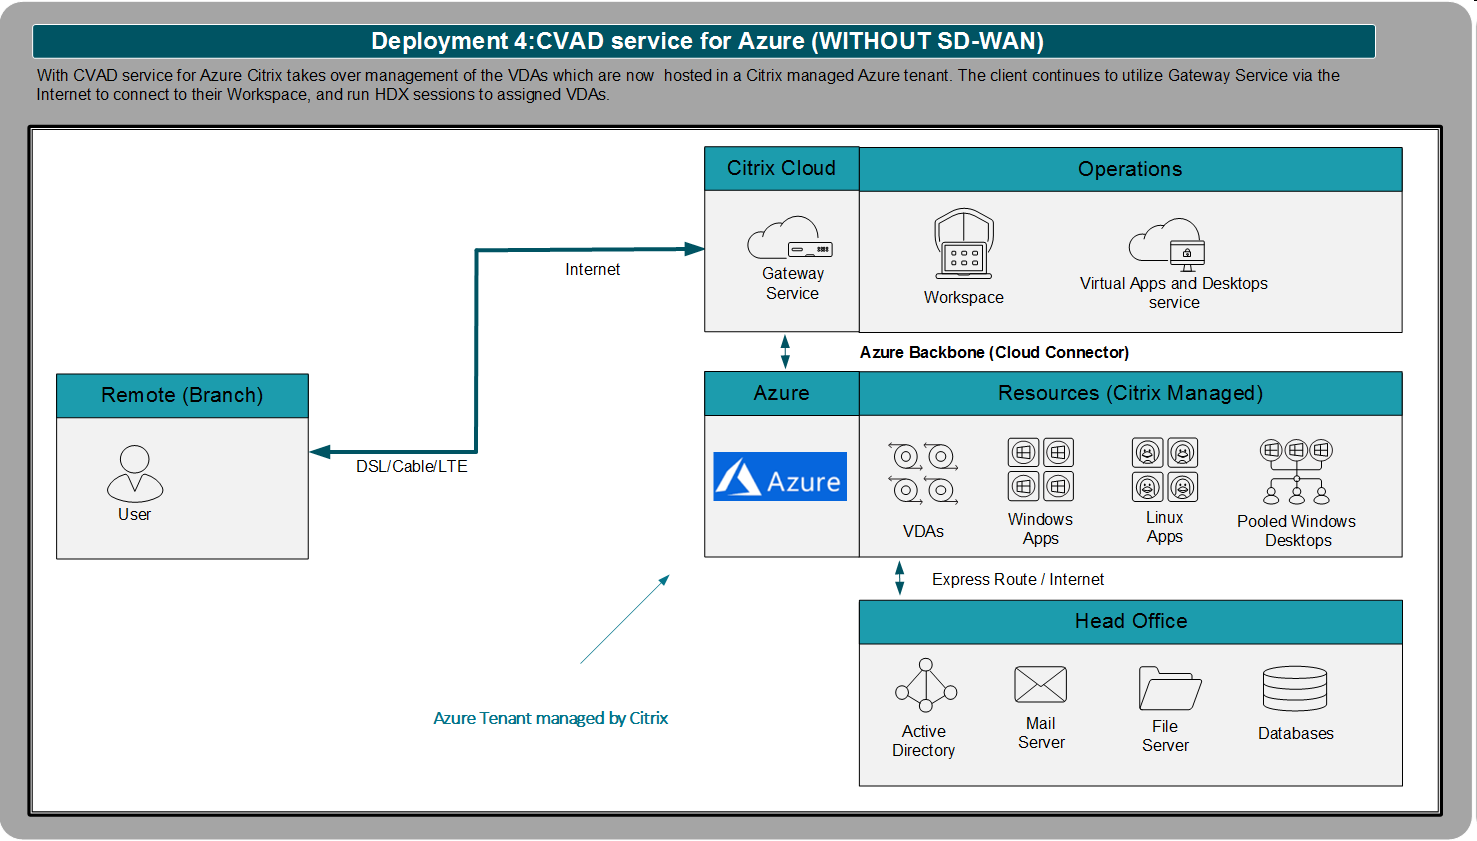 Deployment 4:CVAD service for Azure (WITHOUT SD-WAN)
With CVAD service for Azure Citrix takes over management of the VDAs which are now  hosted in a Citrix managed Azure tenant. The client continues to utilize Gateway Service via the
Internet to connect to their Workspace, and run HDX sessions to assigned VDAs.
Citrix Cloud
Operations
Gateway
Service
Workspace
Virtual Apps and Desktops
service
Internet
Azure Backbone (Cloud Connector)
Remote (Branch)
User
DSL/Cable/LTE
Azure
Resources (Citrix Managed)
Azure
VDAs
Windows
Apps
Linux
Apps
Pooled Windows
Desktops
Express Route / Internet
Head Office
Active
Directory
Mail
Server
File
Server
Databases
Azure Tenant managed by Citrix